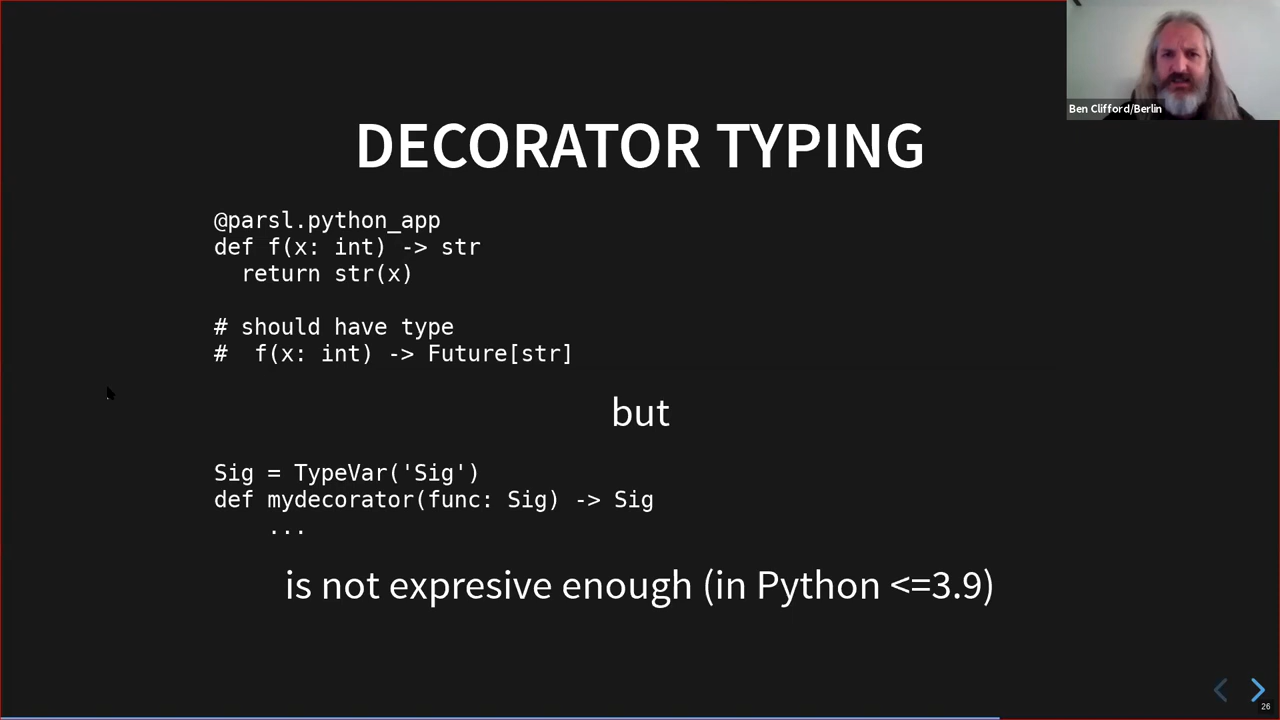 Ben Clifford/Berlin
DECORATOR TYPING
@parsl.python_app
def f(x: int) -> str
  return str(x)
# should have type
#  f(x: int) -> Future[str]
but
Sig = TypeVar('Sig')
def mydecorator(func: Sig) -> Sig
    ...
is not expresive enough (in Python <=3.9)
26